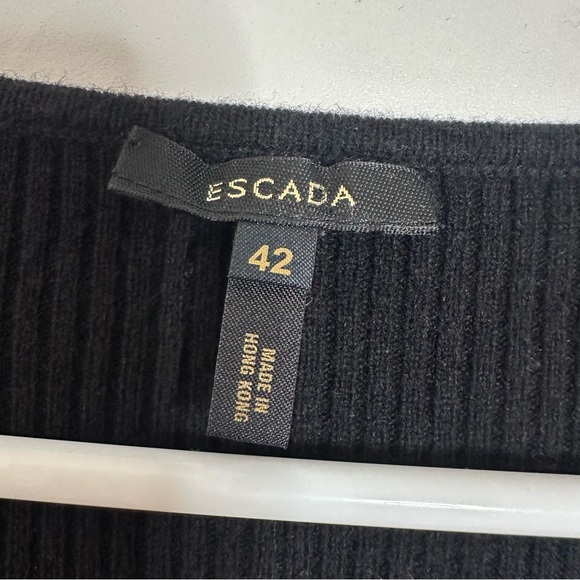 ESCADA
42
MADE IN
HONG KONG